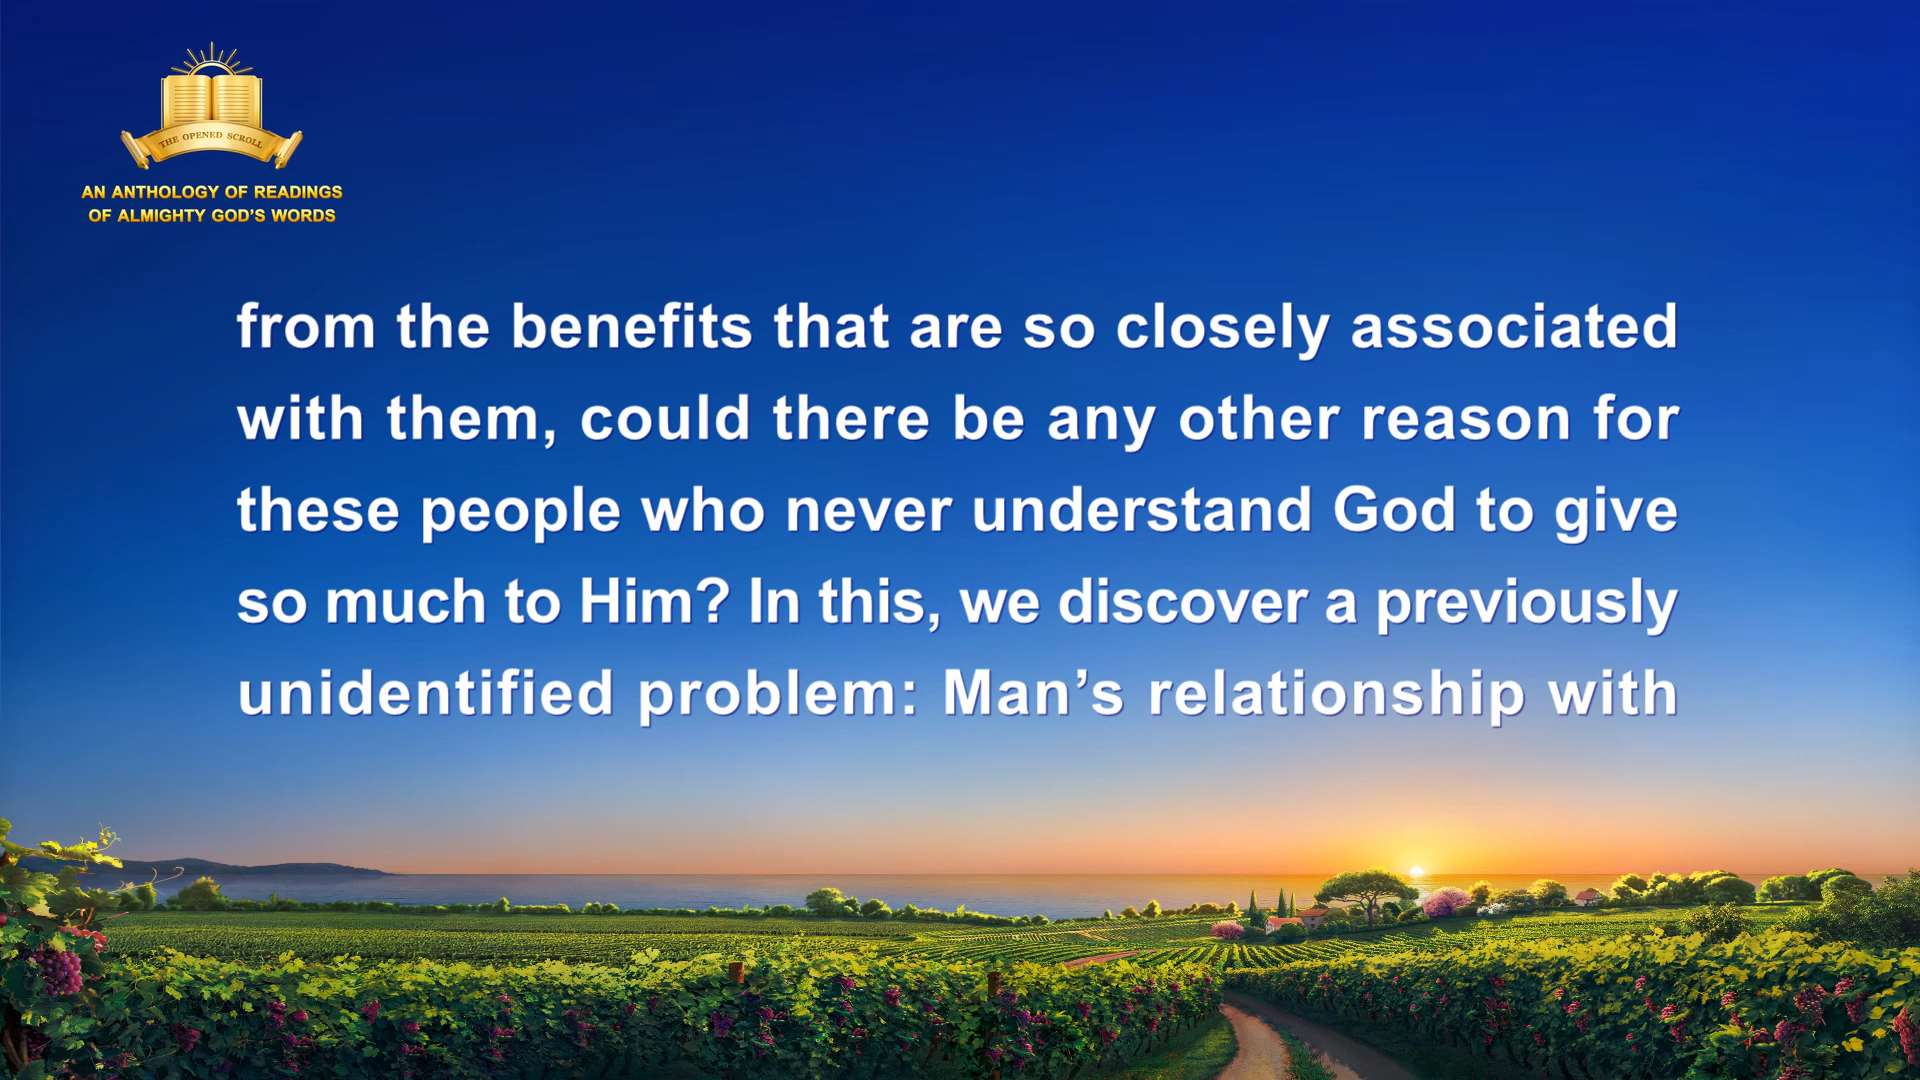 THE OPENED SCROLL
AN ANTHOLOGY OF READINGS
OF ALMIGHTY GOD'S WORDS
from the benefits that are so closely associated
with them, could there be any other reason for
these people who never understand God to give
so much to Him? In this, we discover a previously
unidentified problem: Man’s relationship with